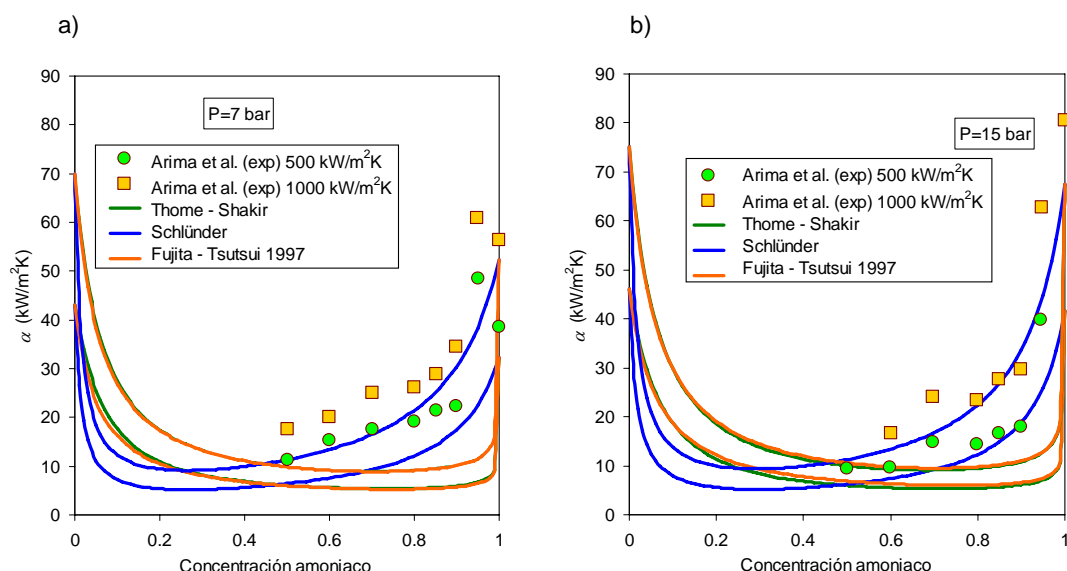 a)
90
80
70
60
50
40
30
20
10
0
α (kW/m²K)
P=7 bar
Arima et al. (exp) 500 kW/m²K
Arima et al. (exp) 1000 kW/m²K
Thome - Shakir
Schlünder
Fujita - Tsutsui 1997
0 0.2 0.4 0.6 0.8 1
Concentración amoniaco
b)
90
80
70
60
50
40
30
20
10
0
α (kW/m²K)
P=15 bar
Arima et al. (exp) 500 kW/m²K
Arima et al. (exp) 1000 kW/m²K
Thome - Shakir
Schlünder
Fujita - Tsutsui 1997
0 0.2 0.4 0.6 0.8 1
Concentración amoniaco